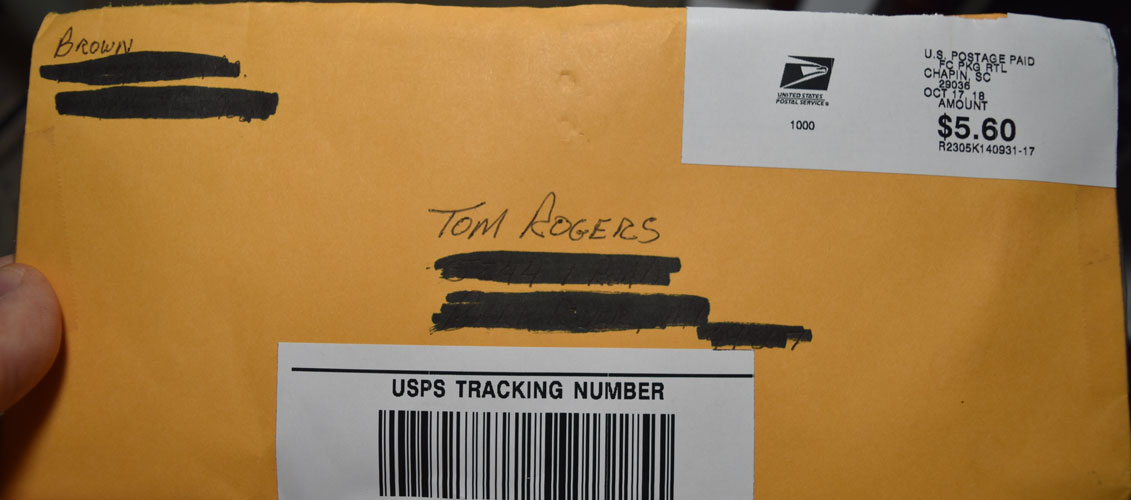 BROWN
UNITED STATES
POSTAL SERVICE®
1000
U.S. POSTAGE PAID
FC PKG RTL
CHAPIN, SC
29036
OCT 17, 18
AMOUNT
$5.60
R2305K140931-17
TOM ROGERS
USPS TRACKING NUMBER